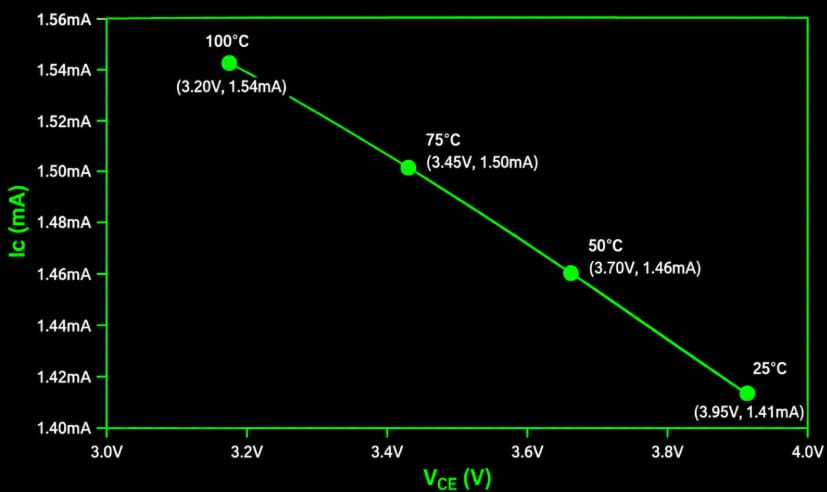 1.56mA
1.54mA
1.52mA
1.50mA
1.48mA
1.46mA
1.44mA
1.42mA
1.40mA
Ic (mA)
100°C
(3.20V, 1.54mA)
75°C
(3.45V, 1.50mA)
50°C
(3.70V, 1.46mA)
25°C
(3.95V, 1.41mA)
3.0V 3.2V 3.4V 3.6V 3.8V 4.0V
VCE (V)